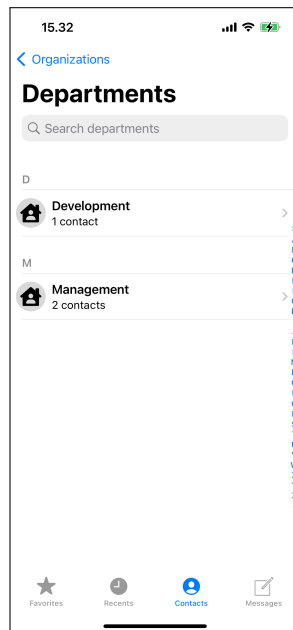 15.32
Organizations
Departments
Search departments
D
Development
1 contact
M
Management
2 contacts
Favorites
Recents
Contacts
Messages